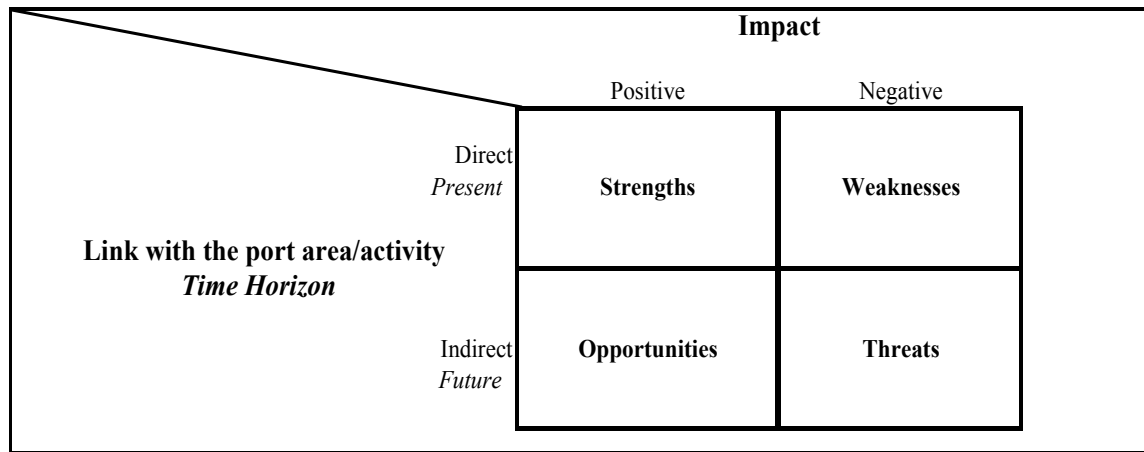 Impact
Positive Negative
Direct
Present
Strengths Weaknesses
Link with the port area/activity
Time Horizon
Indirect
Future
Opportunities Threats